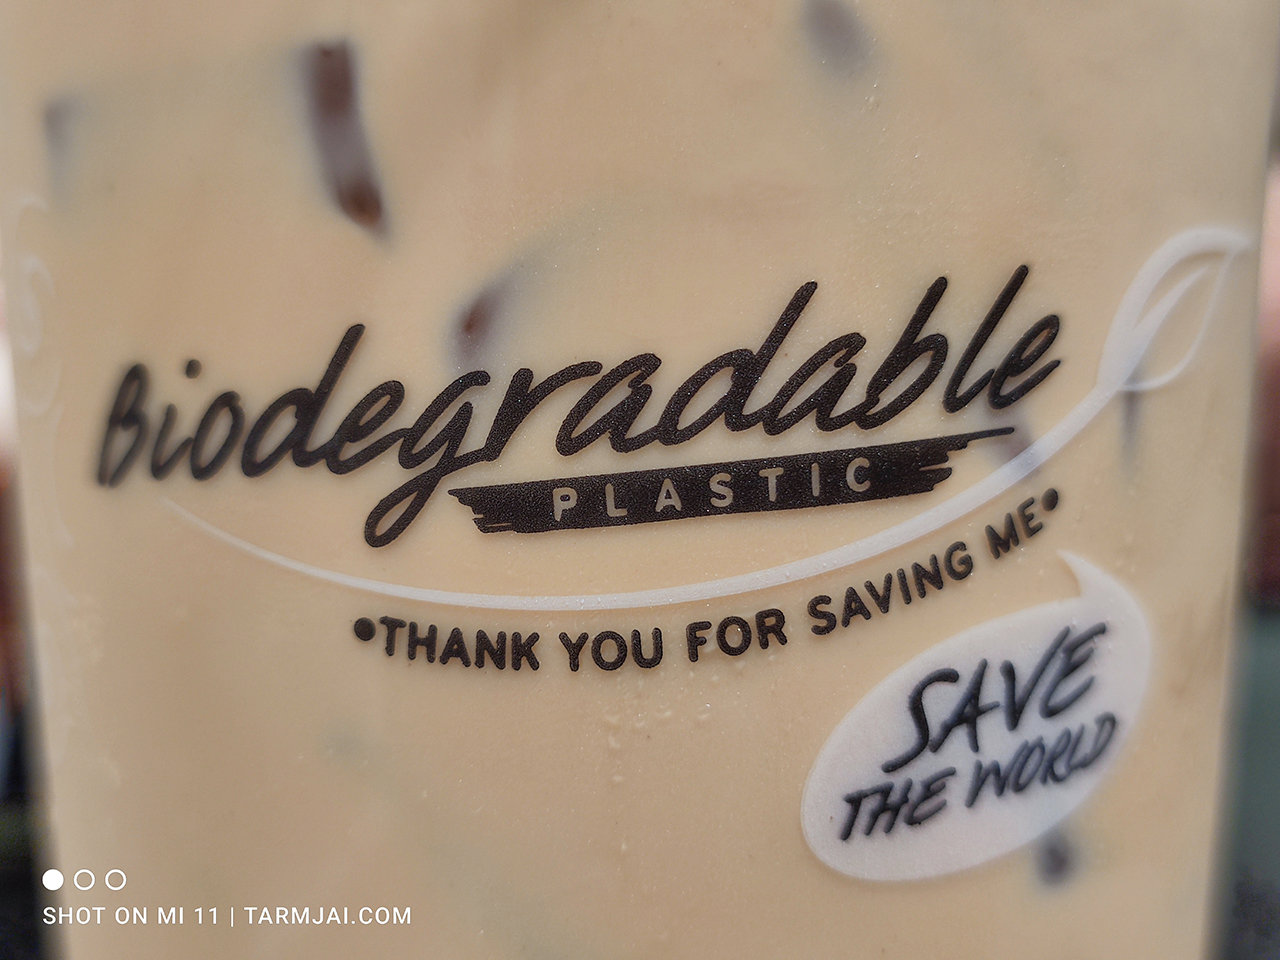 Biodegradable
PLASTIC
•THANK YOU FOR SAVING ME•
SAVE
THE WORLD
SHOT ON MI 11 | TARMJAI.COM